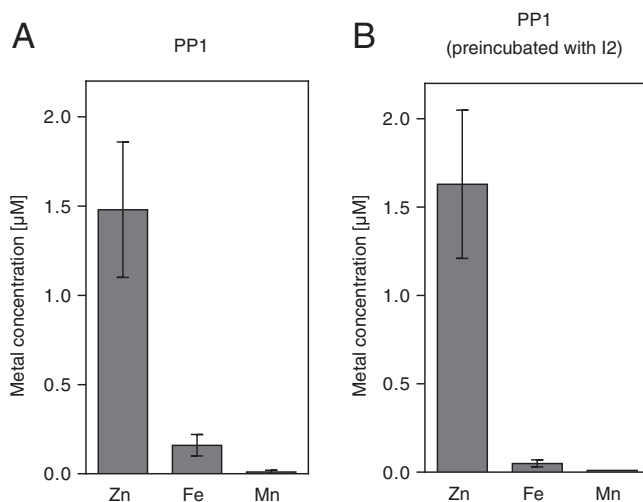 A
PP1
Metal concentration [µM]
2.0
1.5
1.0
0.5
0.0
Zn Fe Mn
B
PP1
(preincubated with I2)
Metal concentration [µM]
2.0
1.5
1.0
0.5
0.0
Zn Fe Mn